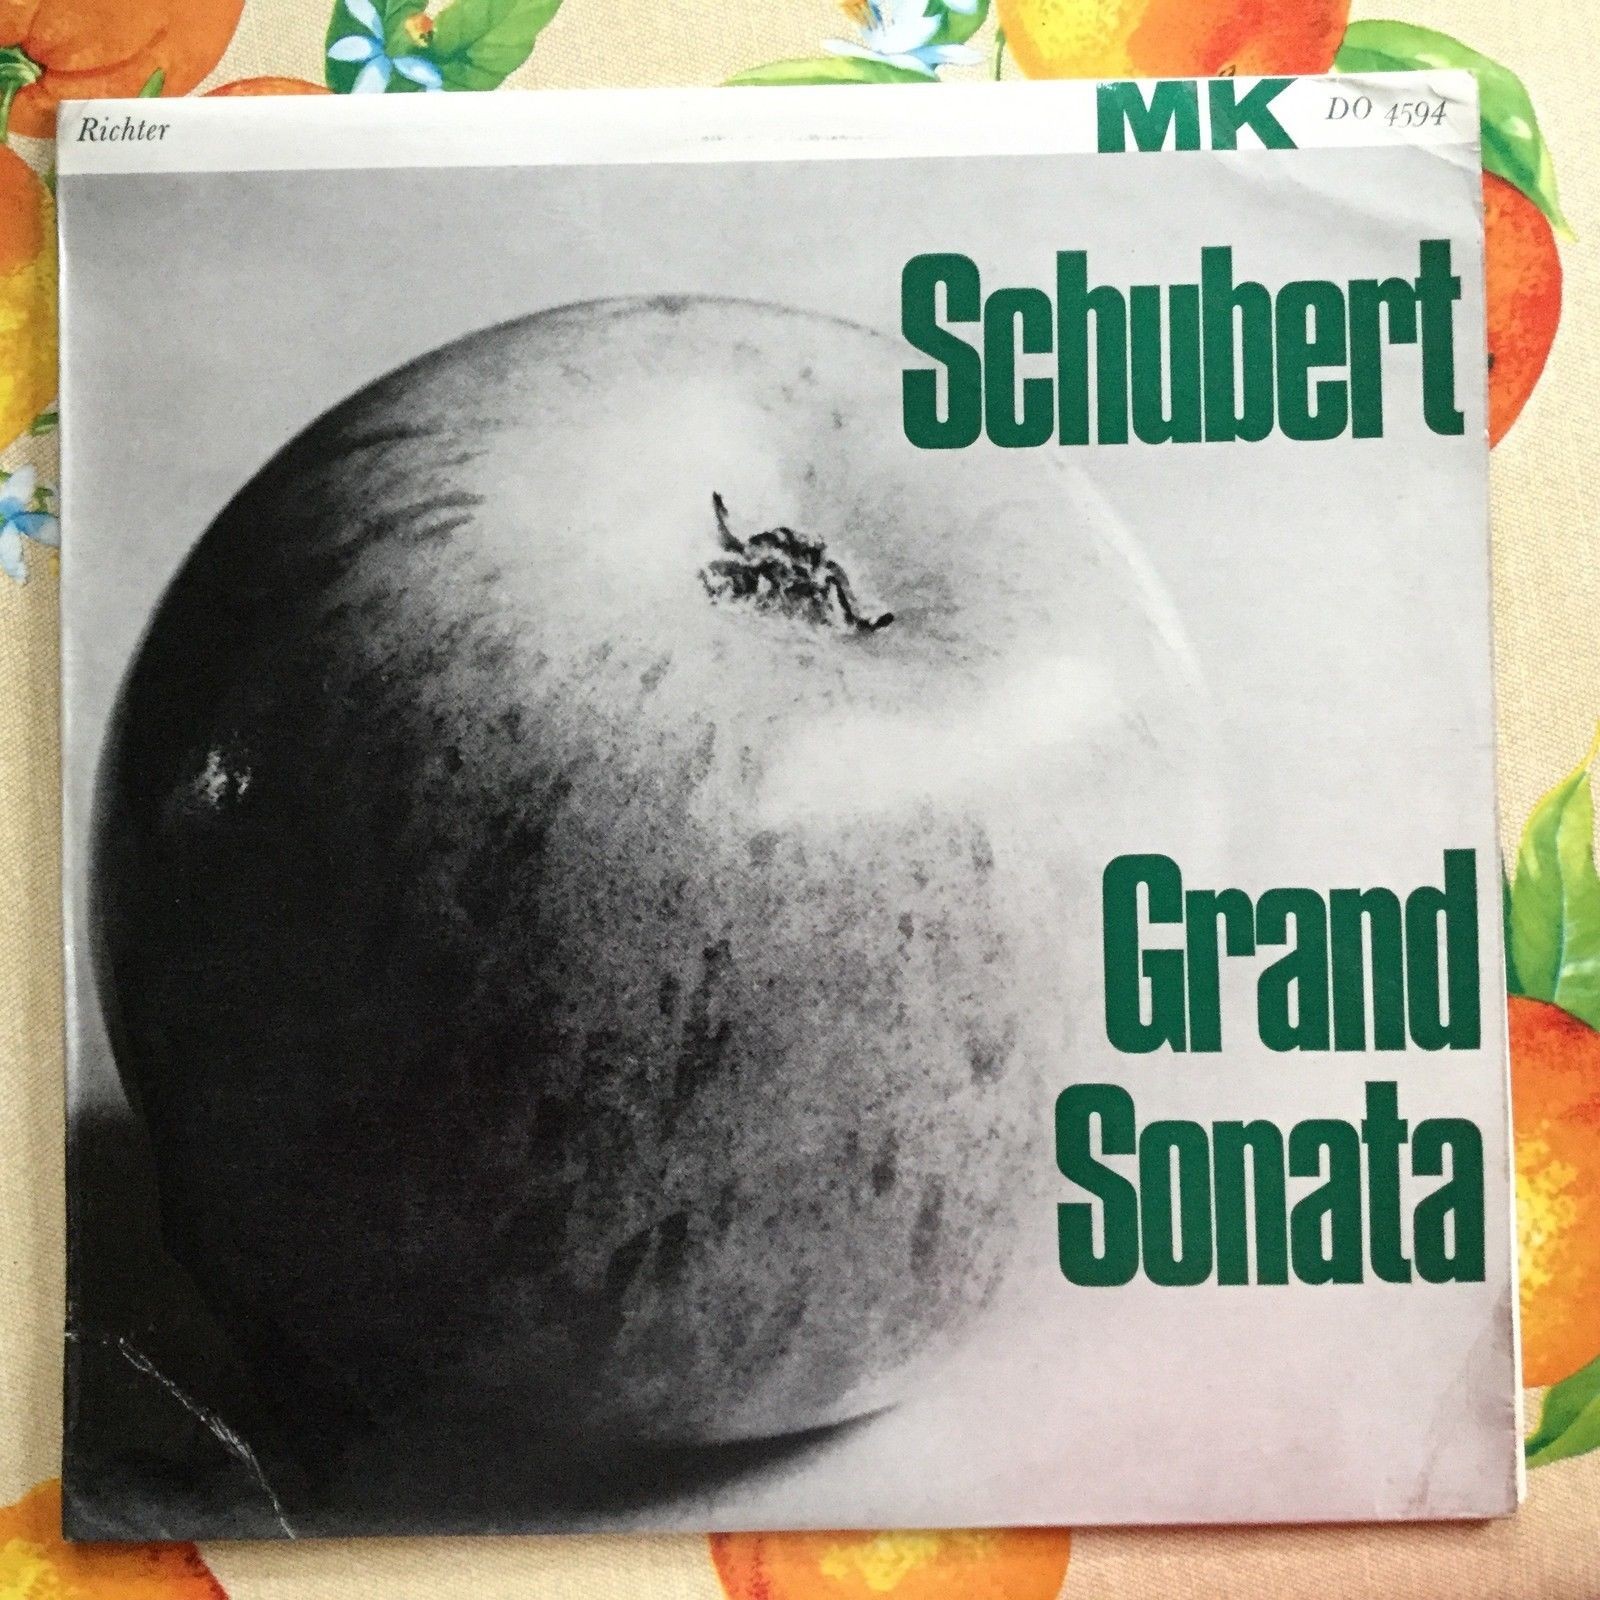 Richter
MK DO 4594
Schubert
Grand
Sonata